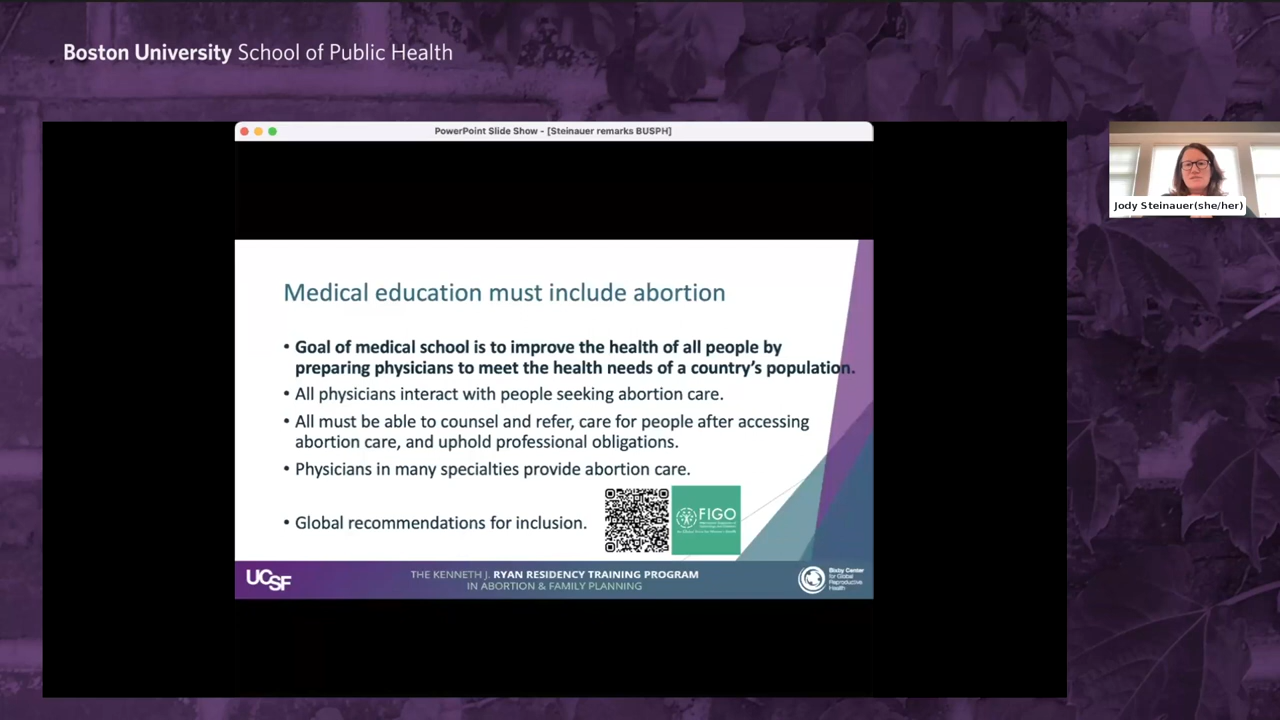 Boston University School of Public Health
PowerPoint Slide Show - [Steinauer remarks BUSPH]
Jody Steinauer(she/her)
Medical education must include abortion
• Goal of medical school is to improve the health of all people by
preparing physicians to meet the health needs of a country's population.
• All physicians interact with people seeking abortion care.
• All must be able to counsel and refer, care for people after accessing
abortion care, and uphold professional obligations.
• Physicians in many specialties provide abortion care.
• Global recommendations for inclusion.
FIGO
UCSF
THE KENNETH J. RYAN RESIDENCY TRAINING PROGRAM
IN ABORTION & FAMILY PLANNING
Bixby Center
for Global
Reproductive
Health